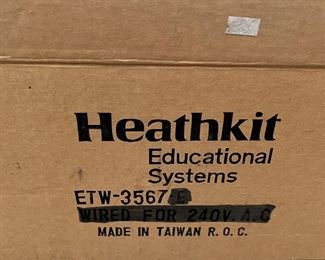 Heathkit
Educational
Systems
ETW-3567-E
WIRED FOR 240V.A.C
MADE IN TAIWAN R.O.C.